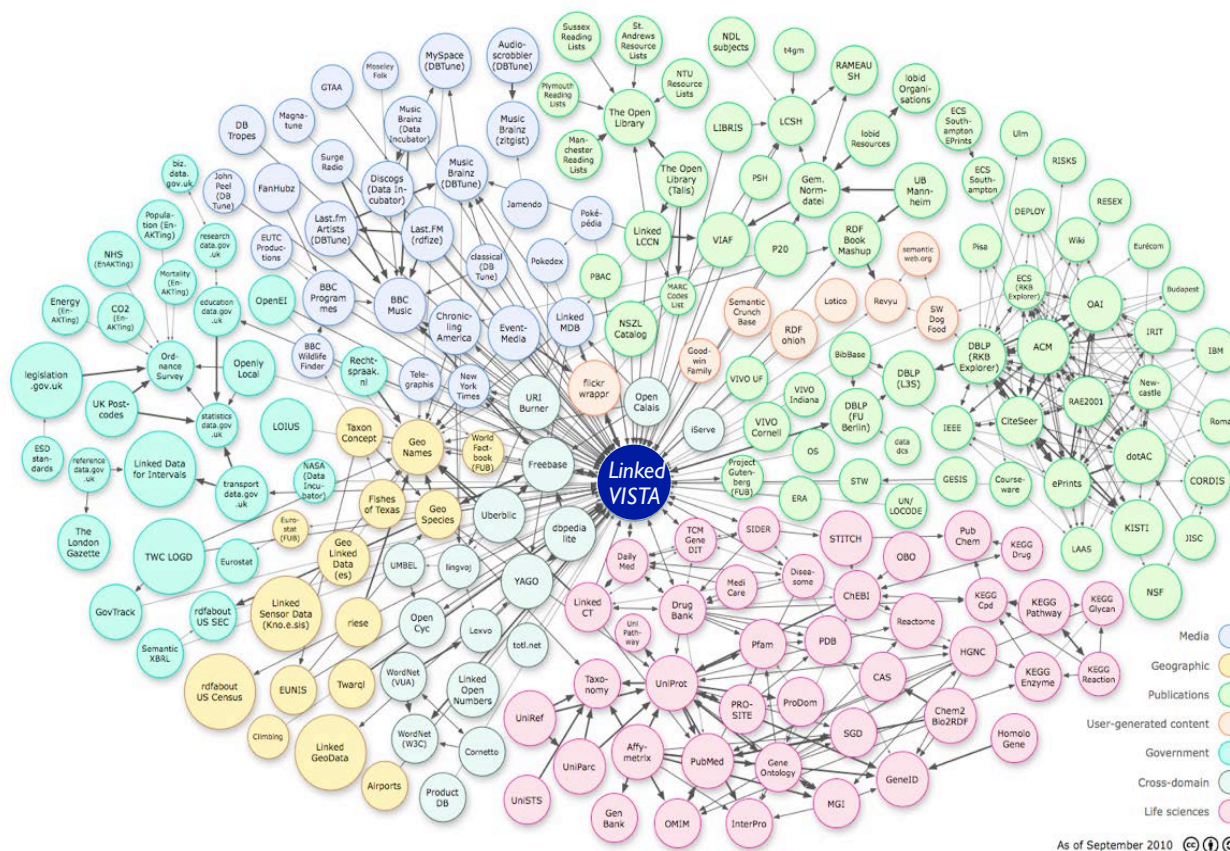 Sussex
Reading
Lists
St.
Andrews
Resource
Lists
NDL
subjects
t4gm
RAMEAU
SH
lobid
Organ-
isations
Audio-
scrobbler
(DBTune)
MySpace
(DBTune)
Moseley
Folk
GTAA
Magna-
tune
DB
Tropes
Plymouth
Reading
Lists
NTU
Resource
Lists
The Open
Library
LCSH
LIBRIS
lobid
Resources
ECS
South-
ampton
EPrints
Ulm
RISKS
Music
Brainz
(Data
Incubator)
Music
Brainz
(zitgist)
Man-
chester
Reading
Lists
biz.
data.
gov.uk
John
Peel
(DB
Tune)
FanHubz
Surge
Radio
Discogs
(Data In-
cubator)
Music
Brainz
(DBTune)
The Open
Library
(Talis)
PSH
Gem.
Norm-
datei
UB
Mann-
heim
ECS
South-
ampton
RESEX
DEPLOY
Popula-
tion (En-
AKTing)
research
data.gov
.uk
EUTC
Produc-
tions
Last.fm
Artists
(DBTune)
Last.FM
(rdfize)
Jamendo
Poké-
pédia
Linked
LCCN
VIAF
P20
RDF
Book
Mashup
semantic
web.org
Pisa
Wiki
Eurécom
NHS
(EnAKTing)
Mortality
(En-
AKTing)
classical
(DB
Tune)
Pokedex
PBAC
MARC
Codes
List
ECS
(RKB
Explorer)
Budapest
OAI
Energy
(En-
AKTing)
CO2
(En-
AKTing)
education
data.gov
.uk
OpenEI
BBC
Program
mes
BBC
Music
Chronic-
ling
America
Event-
Media
Linked
MDB
NSZL
Catalog
Semantic
Crunch
Base
RDF
ohloh
Lotico
Revyu
SW
Dog
Food
IRIT
IBM
legislation
.gov.uk
Ord-
nance
Survey
Openly
Local
BBC
Wildlife
Finder
Recht-
spraak.
nl
Tele-
graphis
New
York
Times
URI
Burner
flickr
wrappr
Open
Calais
Good-
win
Family
VIVO UF
VIVO
Indiana
BibBase
DBLP
(L3S)
DBLP
(RKB
Explorer)
ACM
New-
castle
RAE2001
UK Post-
codes
statistics
data.gov
.uk
LOIUS
Taxon
Concept
Geo
Names
World
Fact-
book
(FUB)
Freebase
iServe
VIVO
Cornell
DBLP
(FU
Berlin)
IEEE
CiteSeer
Roma
ESD
stan-
dards
reference
data.gov
.uk
Linked Data
for Intervals
transport
data.gov
.uk
NASA
(Data
Incu-
bator)
Fishes
of Texas
Geo
Species
Linked
VISTA
Project
Guten-
berg
(FUB)
OS
data
dcs
STW
GESIS
Course-
ware
ePrints
dotAC
CORDIS
The
London
Gazette
TWC LOGD
Euro-
stat
(FUB)
Eurostat
Geo
Linked
Data
(es)
Uberblic
dbpedia
lite
ERA
UN/
LOCODE
LAAS
KISTI
JISC
NSF
GovTrack
rdfabout
US SEC
Linked
Sensor Data
(Kno.e.sis)
riese
UMBEL
lingvoj
YAGO
Daily
Med
TCM
Gene
DIT
SIDER
STITCH
OBO
Pub
Chem
KEGG
Drug
Semantic
XBRL
Open
Cyc
Lexvo
totl.net
Linked
CT
Medi
Care
Disea-
some
Drug
Bank
ChEBI
Reactome
KEGG
Cpd
KEGG
Pathway
KEGG
Glycan
rdfabout
US Census
EUNIS
Twarql
WordNet
(VUA)
Linked
Open
Numbers
Uni
Path-
way
Taxo-
nomy
UniProt
Pfam
PDB
HGNC
CAS
KEGG
Enzyme
KEGG
Reaction
Climbing
Linked
GeoData
WordNet
(W3C)
Cornetto
UniRef
UniParc
PRO-
SITE
ProDom
SGD
Chem2
Bio2RDF
Homolo
Gene
Airports
Product
DB
UniSTS
Affy-
metrix
PubMed
Gene
Ontology
GeneID
Gen
Bank
OMIM
InterPro
MGI
Media
Geographic
Publications
User-generated content
Government
Cross-domain
Life sciences
As of September 2010